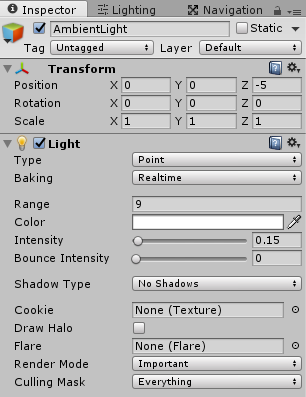 Inspector Lighting Navigation
AmbientLight Static
Tag Untagged Layer Default
Transform
Position X 0 Y 0 Z -5
Rotation X 0 Y 0 Z 0
Scale X 1 Y 1 Z 1
Light
Type Point
Baking Realtime
Range 9
Color
Intensity 0.15
Bounce Intensity 0
Shadow Type No Shadows
Cookie None (Texture)
Draw Halo
Flare None (Flare)
Render Mode Important
Culling Mask Everything